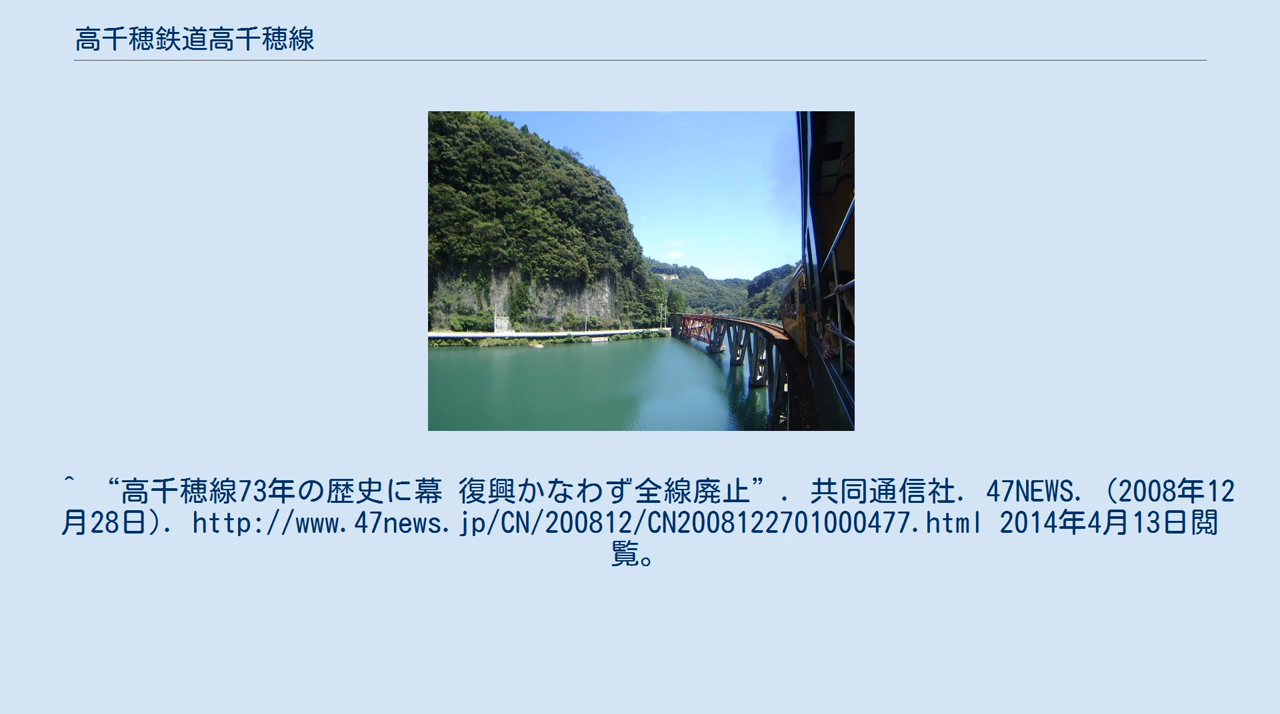 高千穂鉄道高千穂線
^ “高千穂線73年の歴史に幕 復興かなわず全線廃止”. 共同通信社. 47NEWS. (2008年12
月28日). http://www.47news.jp/CN/200812/CN2008122701000477.html 2014年4月13日閲
覧。